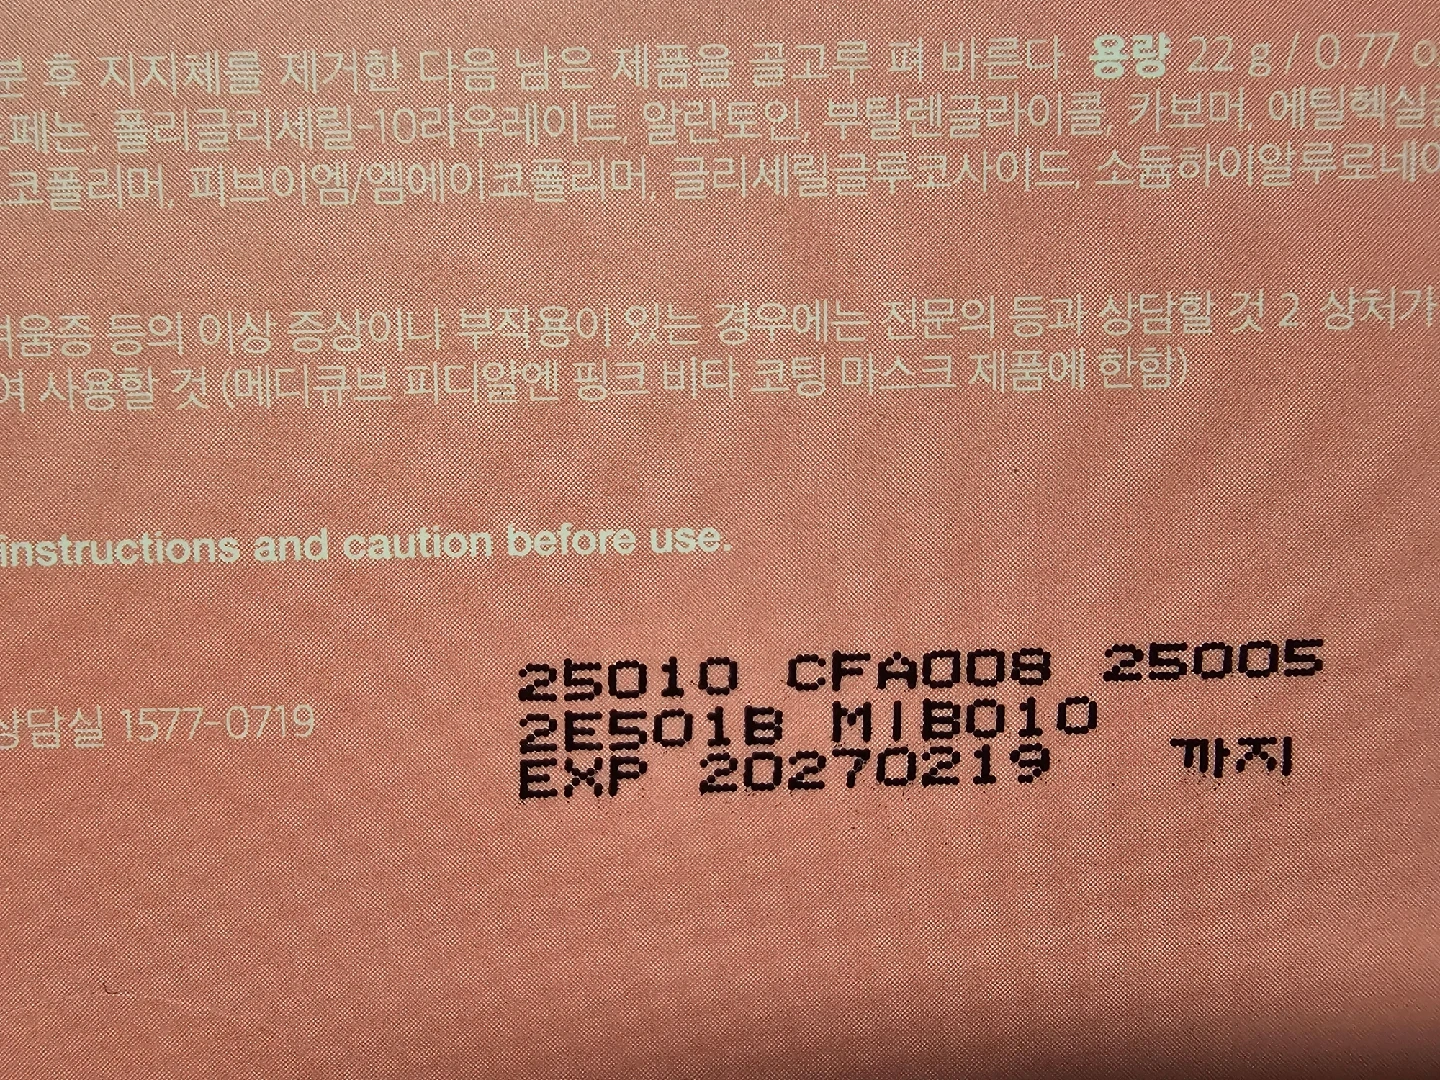 후 지지체를 제거한 다음 남은 제품을 골고루 펴 바른다. 용량 22 g / 0.77 o
폴리글리세릴-10라우레이트, 알란토인, 부틸렌글라이콜, 카보머, 에틸헥실
코폴리머, 피브이엠/엠에이코폴리머, 글리세릴글루코사이드, 소듐하이알루로네이
려움증 등의 이상 증상이나 부작용이 있는 경우에는 전문의 등과 상담할 것 2 상처가
여 사용할 것 (메디큐브 피디알엔 핑크 비타 코팅 마스크 제품에 한함)
instructions and caution before use.
상담실 1577-0719
25010 CFA008 25005
2E501B MIB010
EXP 20270219 까지